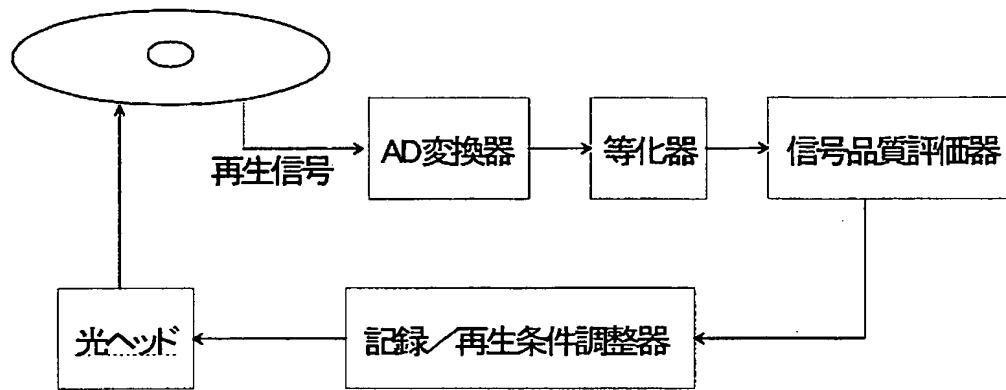 AD変換器
等化器
信号品質評価器
再生信号
光ヘッド
記録／再生条件調整器